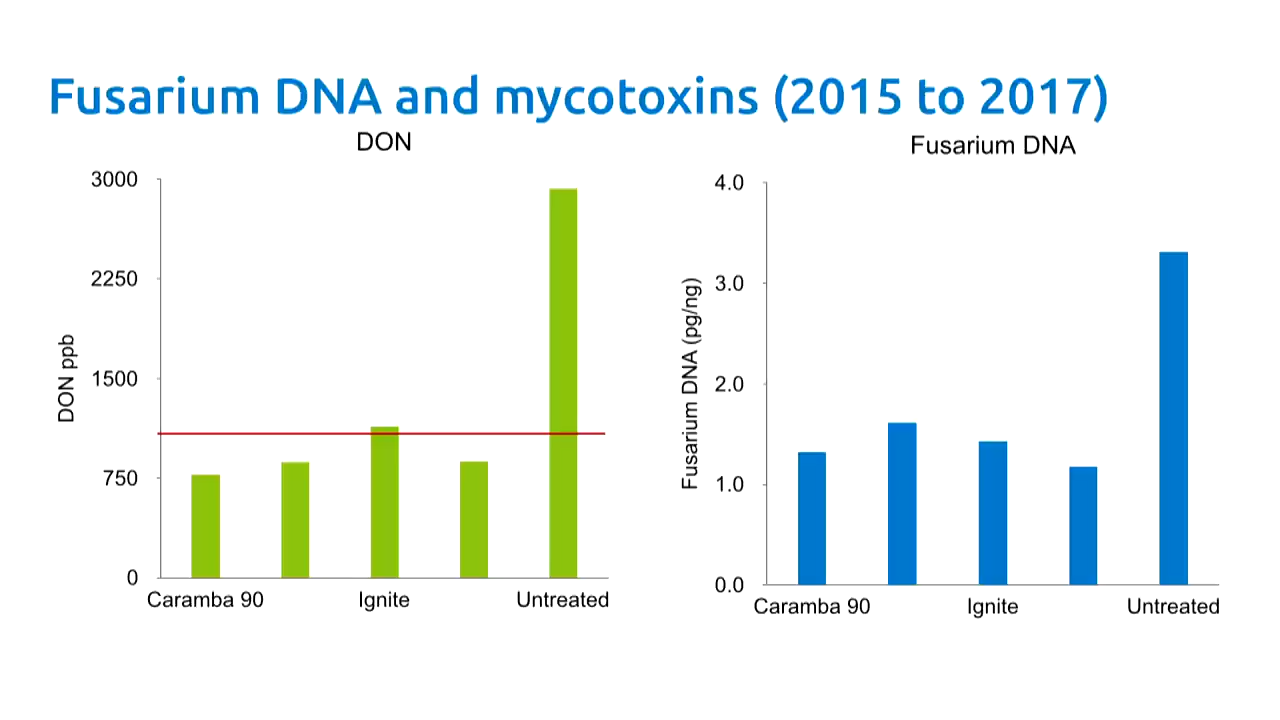 Fusarium DNA and mycotoxins (2015 to 2017)
DON
3000
2250
1500
750
0
DON ppb
Caramba 90 Ignite Untreated
Fusarium DNA
4.0
3.0
2.0
1.0
0.0
Fusarium DNA (pg/ng)
Caramba 90 Ignite Untreated